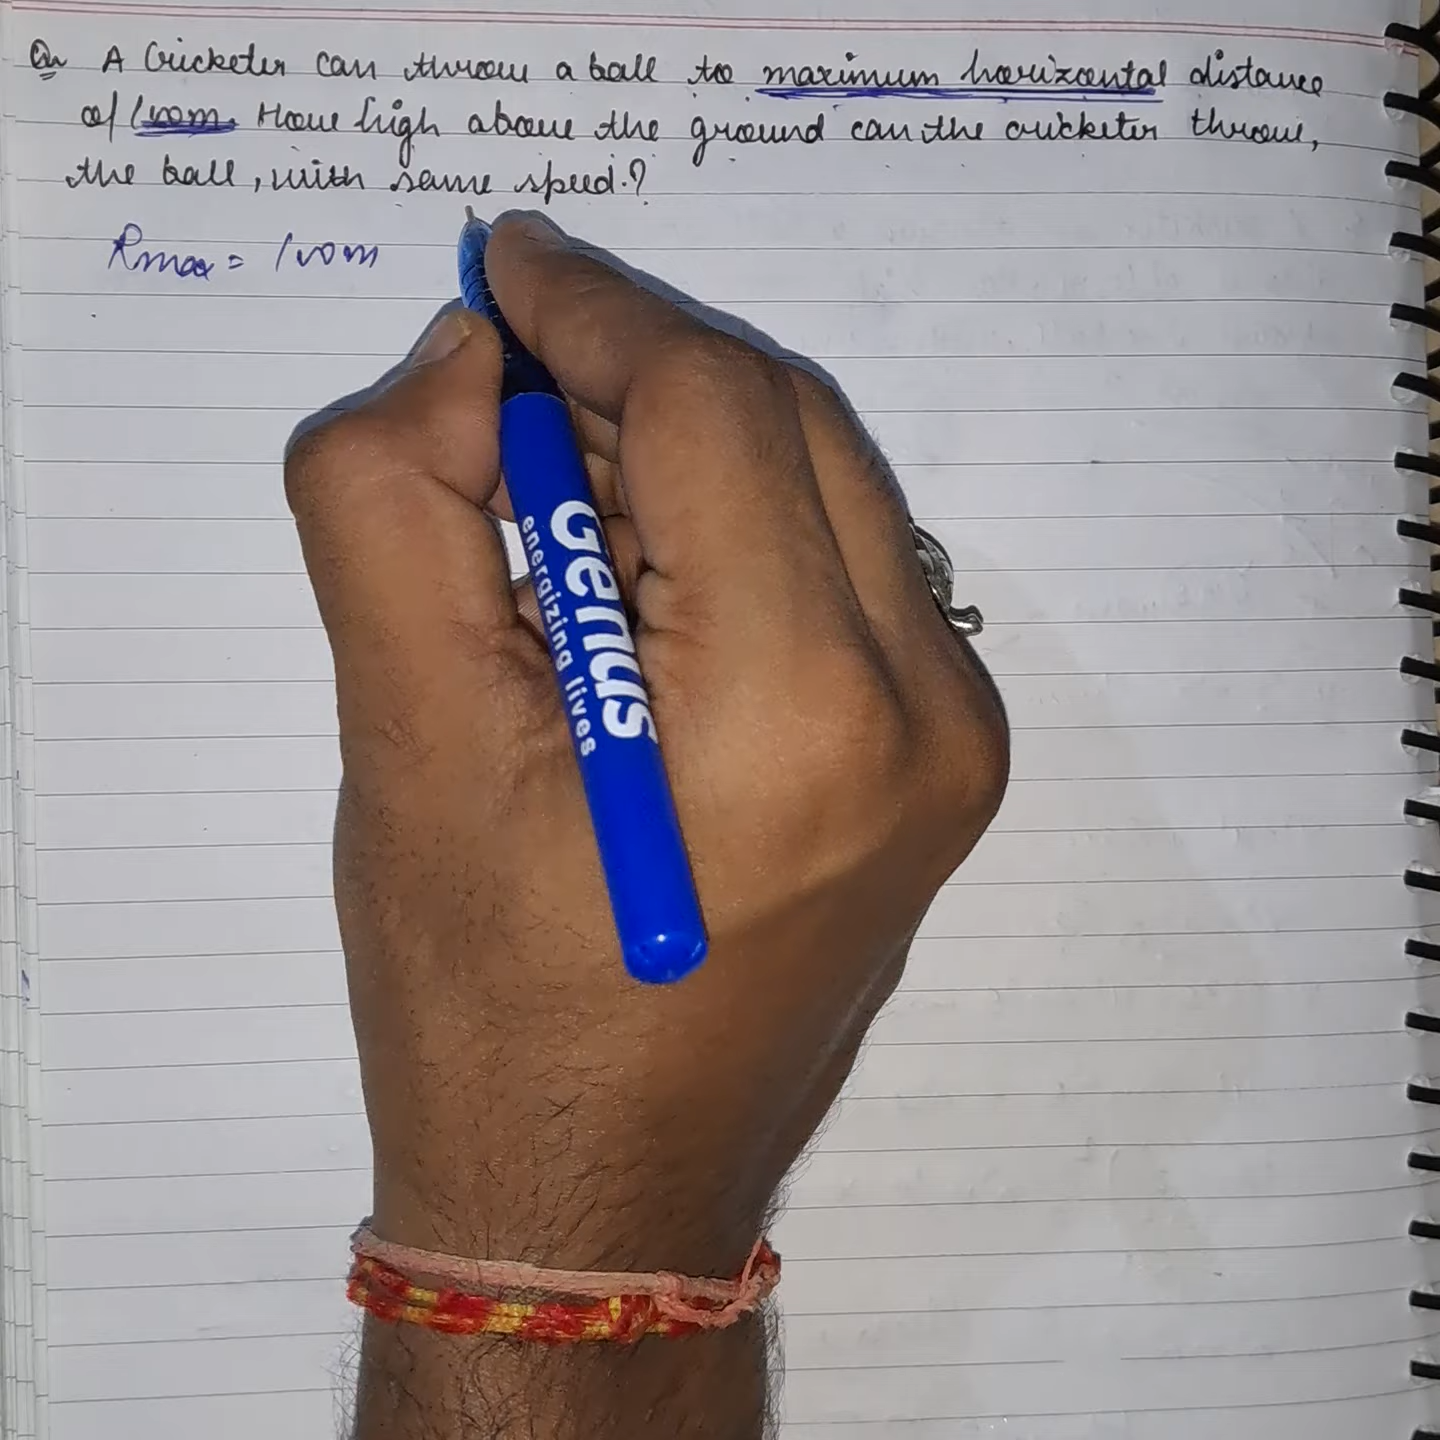 Qn A Cricketer can throw a ball to maximum horizontal distance
of 100m. How high above the ground can the cricketer throw,
the ball, with same speed.?
Rmax = 100m
Genus
energizing lives